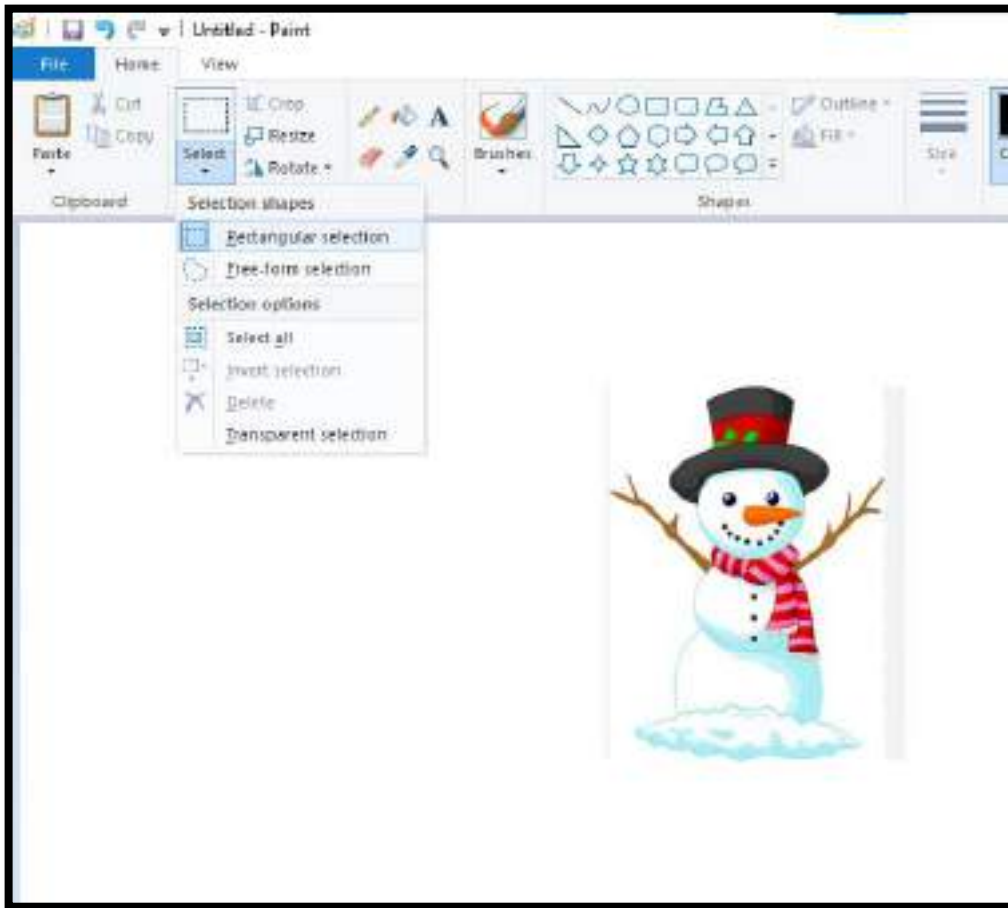 Untitled - Paint
File Home View
Paste
Cut
Copy
Clipboard
Select
Crop
Resize
Rotate
Brushes
Shapes
Outline
Fill
Size
Selection shapes
Rectangular selection
Free-form selection
Selection options
Select all
Invert selection
Delete
Transparent selection